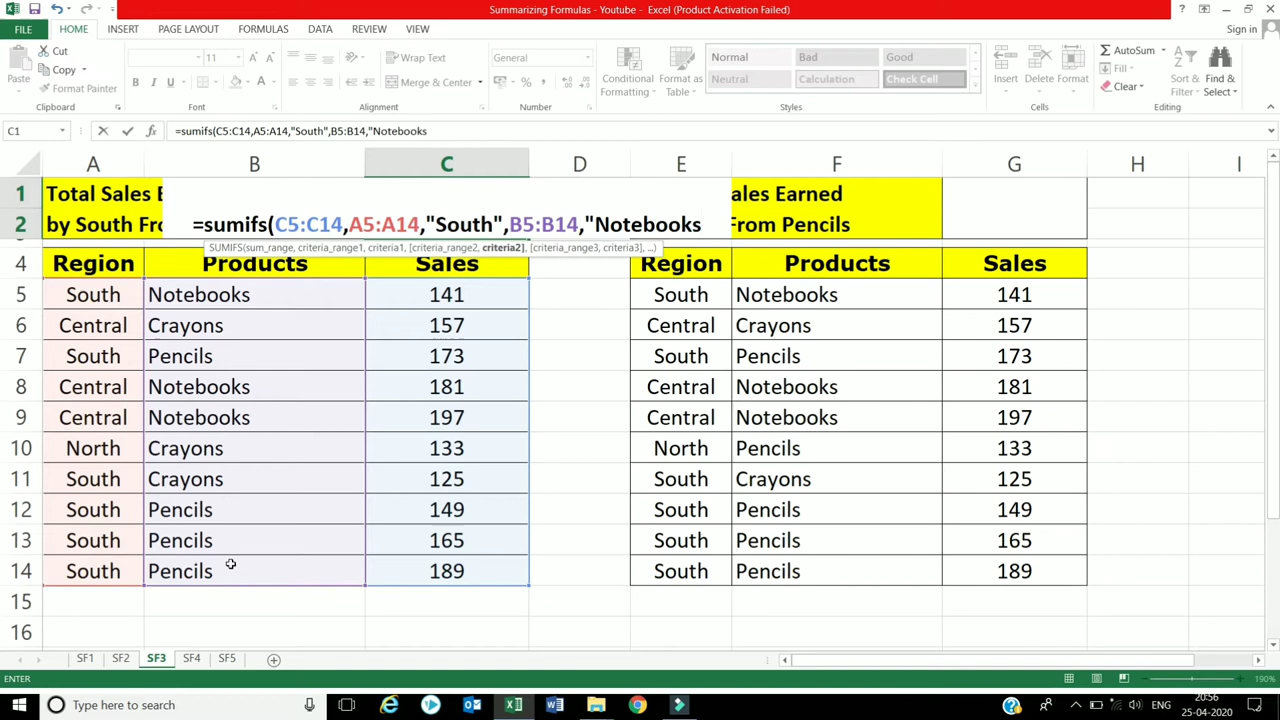 Summarizing Formulas - Youtube - Excel (Product Activation Failed)
Sign in
FILE HOME INSERT PAGE LAYOUT FORMULAS DATA REVIEW VIEW
Paste Cut Copy Format Painter
Clipboard
11
B I U A
Font
Wrap Text
Merge & Center
Alignment
General
%
Number
Conditional Formatting
Format as Table
Normal Bad Good
Neutral Calculation Check Cell
Styles
Insert Delete Format
Cells
AutoSum
Fill
Clear
Sort & Filter
Find & Select
Editing
C1 fx =sumifs(C5:C14,A5:A14,"South",B5:B14,"Notebooks
A B C D E F G H I
1 Total Sales E ales Earned
2 by South Fr =sumifs(C5:C14,A5:A14,"South",B5:B14,"Notebooks From Pencils
SUMIFS(sum_range, criteria_range1, criteria1, [criteria_range2, criteria2], [criteria_range3, criteria3], ...)
4 Region Products Sales Region Products Sales
5 South Notebooks 141 South Notebooks 141
6 Central Crayons 157 Central Crayons 157
7 South Pencils 173 South Pencils 173
8 Central Notebooks 181 Central Notebooks 181
9 Central Notebooks 197 Central Notebooks 197
10 North Crayons 133 North Pencils 133
11 South Crayons 125 South Crayons 125
12 South Pencils 149 South Pencils 149
13 South Pencils 165 South Pencils 165
14 South Pencils 189 South Pencils 189
15
16
SF1 SF2 SF3 SF4 SF5
ENTER 190%
Type here to search
20:56
25-04-2020